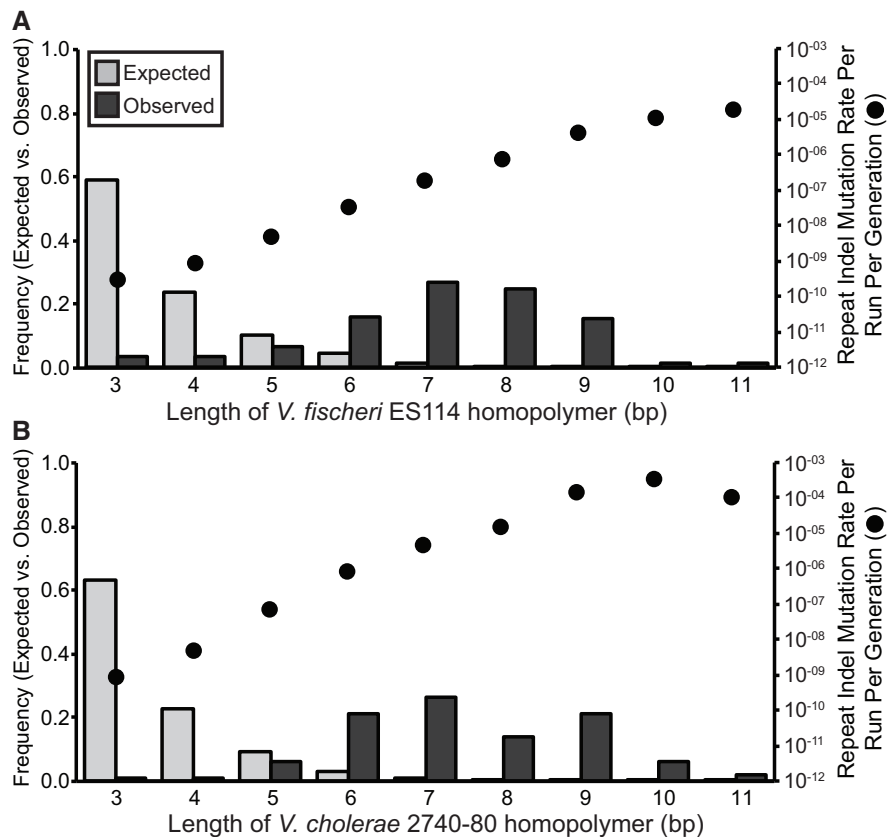 A
Expected
Observed
Frequency (Expected vs. Observed)
1.0
0.8
0.6
0.4
0.2
0.0
10-03
10-04
10-05
10-06
10-07
10-08
10-09
10-10
10-11
10-12
Repeat Indel Mutation Rate Per
Run Per Generation (●)
3 4 5 6 7 8 9 10 11
Length of V. fischeri ES114 homopolymer (bp)
B
Frequency (Expected vs. Observed)
1.0
0.8
0.6
0.4
0.2
0.0
10-03
10-04
10-05
10-06
10-07
10-08
10-09
10-10
10-11
10-12
Repeat Indel Mutation Rate Per
Run Per Generation (●)
3 4 5 6 7 8 9 10 11
Length of V. cholerae 2740-80 homopolymer (bp)